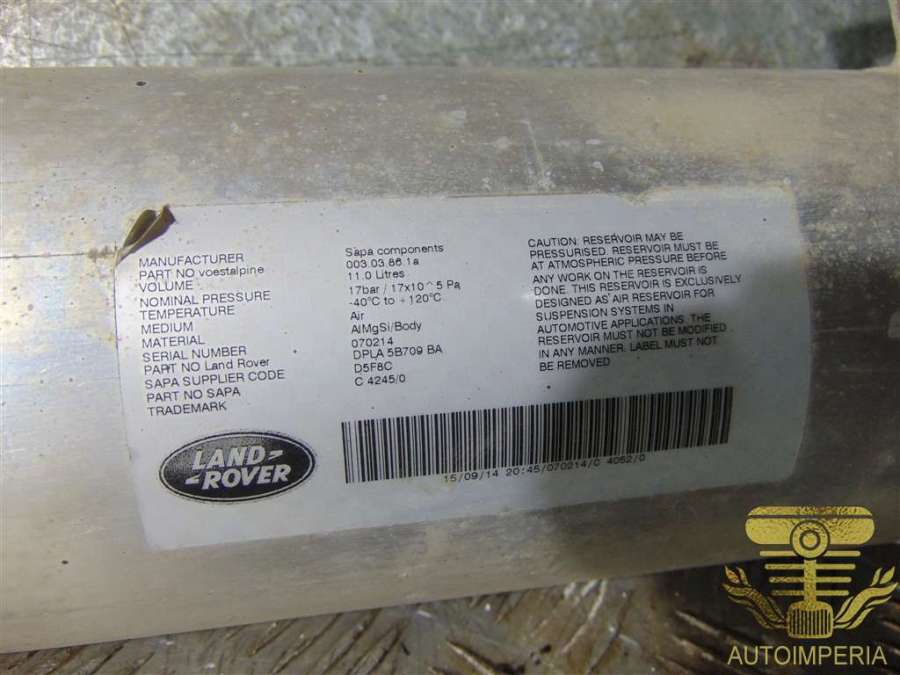 MANUFACTURER
PART NO voestalpine
VOLUME
NOMINAL PRESSURE
TEMPERATURE
MEDIUM
MATERIAL
SERIAL NUMBER
PART NO Land Rover
SAPA SUPPLIER CODE
PART NO SAPA
TRADEMARK
Sapa components
003.03.86.1a
11.0 Litres
17bar / 17x10^5 Pa
-40°C to +120°C
Air
AlMgSi/Body
070214
DPLA 5B709 BA
D5F8C
C 4245/0
CAUTION. RESERVOIR MAY BE
PRESSURISED. RESERVOIR MUST BE
AT ATMOSPHERIC PRESSURE BEFORE
ANY WORK ON THE RESERVOIR IS
DONE. THIS RESERVOIR IS EXCLUSIVELY
DESIGNED AS AIR RESERVOIR FOR
SUSPENSION SYSTEMS IN
AUTOMOTIVE APPLICATIONS. THE
RESERVOIR MUST NOT BE MODIFIED
IN ANY MANNER. LABEL MUST NOT
BE REMOVED
LAND-
-ROVER
15/09/14 20:45/070214/0 4052/0
AUTOIMPERIA